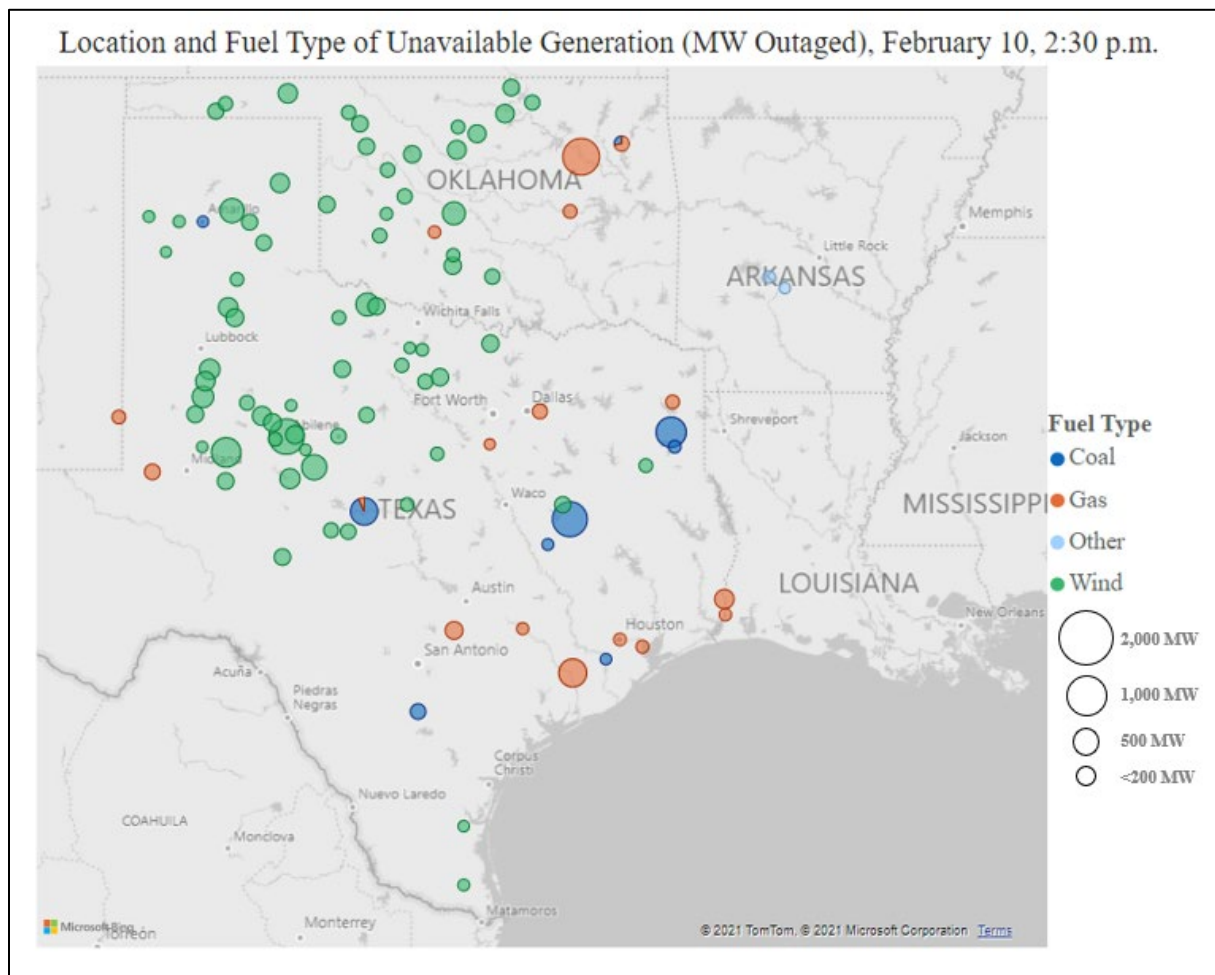 Location and Fuel Type of Unavailable Generation (MW Outaged), February 10, 2:30 p.m.
OKLAHOMA
Amarillo
Memphis
Little Rock
ARKANSAS
Wichita Falls
Lubbock
Fort Worth
Dallas
Shreveport
Fuel Type
Abilene
Jackson
Coal
Midland
Waco
MISSISSIPPI
Gas
TEXAS
Other
LOUISIANA
Wind
Austin
New Orleans
Houston
2,000 MW
San Antonio
Acuña
Piedras
Negras
1,000 MW
500 MW
Corpus
Christi
<200 MW
Nuevo Laredo
COAHUILA
Monclova
Matamoros
Microsoft Bing
Monterrey
Torreón
© 2021 TomTom, © 2021 Microsoft Corporation Terms